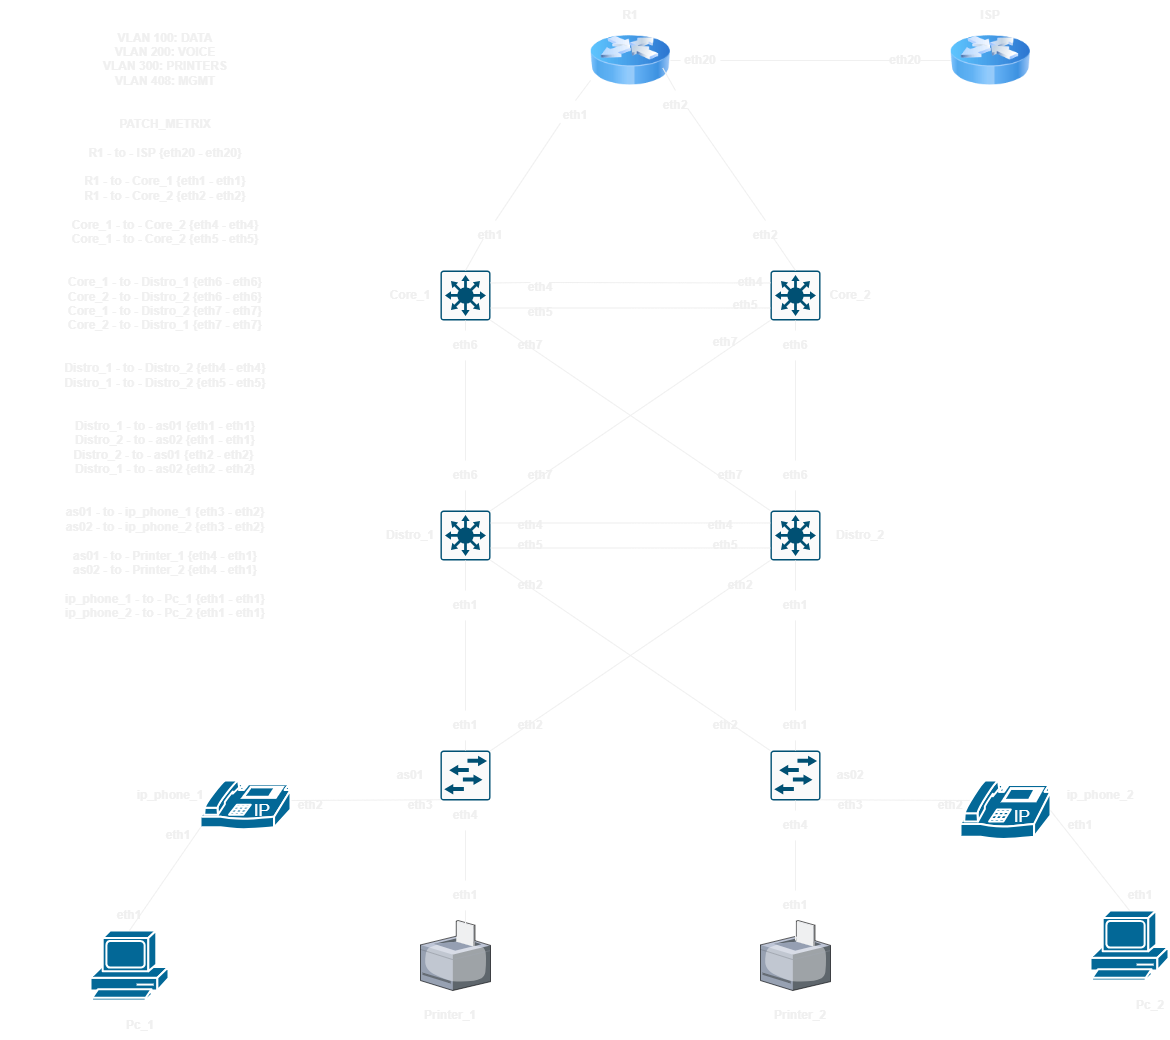 R1
ISP
VLAN 100: DATA
VLAN 200: VOICE
VLAN 300: PRINTERS
VLAN 400: MGMT
eth20
eth20
eth1
eth2
PATCH_METRIX
R1 - to - ISP (eth20 - eth20)
R1 - to - Core_1 (eth1 - eth1)
R1 - to - Core_2 (eth2 - eth2)
Core_1 - to - Core_2 (eth4 - eth4)
Core_1 - to - Core_2 (eth5 - eth5)
eth1
eth2
Core_1 - to - Distro_1 (eth6 - eth6)
Core_2 - to - Distro_2 (eth6 - eth6)
Core_1 - to - Distro_2 (eth7 - eth7)
Core_2 - to - Distro_1 (eth7 - eth7)
Core_1
eth4
eth4
Core_2
eth5
eth5
eth6
eth7
eth7
eth6
Distro_1 - to - Distro_2 (eth4 - eth4)
Distro_1 - to - Distro_2 (eth5 - eth5)
Distro_1 - to - as01 (eth1 - eth1)
Distro_2 - to - as02 (eth1 - eth1)
Distro_2 - to - as01 (eth2 - eth2)
Distro_1 - to - as02 (eth2 - eth2)
eth6
eth7
eth7
eth6
as01 - to - ip_phone_1 (eth3 - eth2)
as02 - to - ip_phone_2 (eth3 - eth2)
as01 - to - Printer_1 (eth4 - eth1)
as02 - to - Printer_2 (eth4 - eth1)
ip_phone_1 - to - Pc_1 (eth1 - eth1)
ip_phone_2 - to - Pc_2 (eth1 - eth1)
Distro_1
eth4
eth4
Distro_2
eth5
eth5
eth2
eth2
eth1
eth1
eth1
eth2
eth2
eth1
as01
as02
ip_phone_1
IP
eth2
eth3
eth3
eth2
IP
ip_phone_2
eth1
eth4
eth4
eth1
eth1
eth1
eth1
eth1
Pc_1
Printer_1
Printer_2
Pc_2